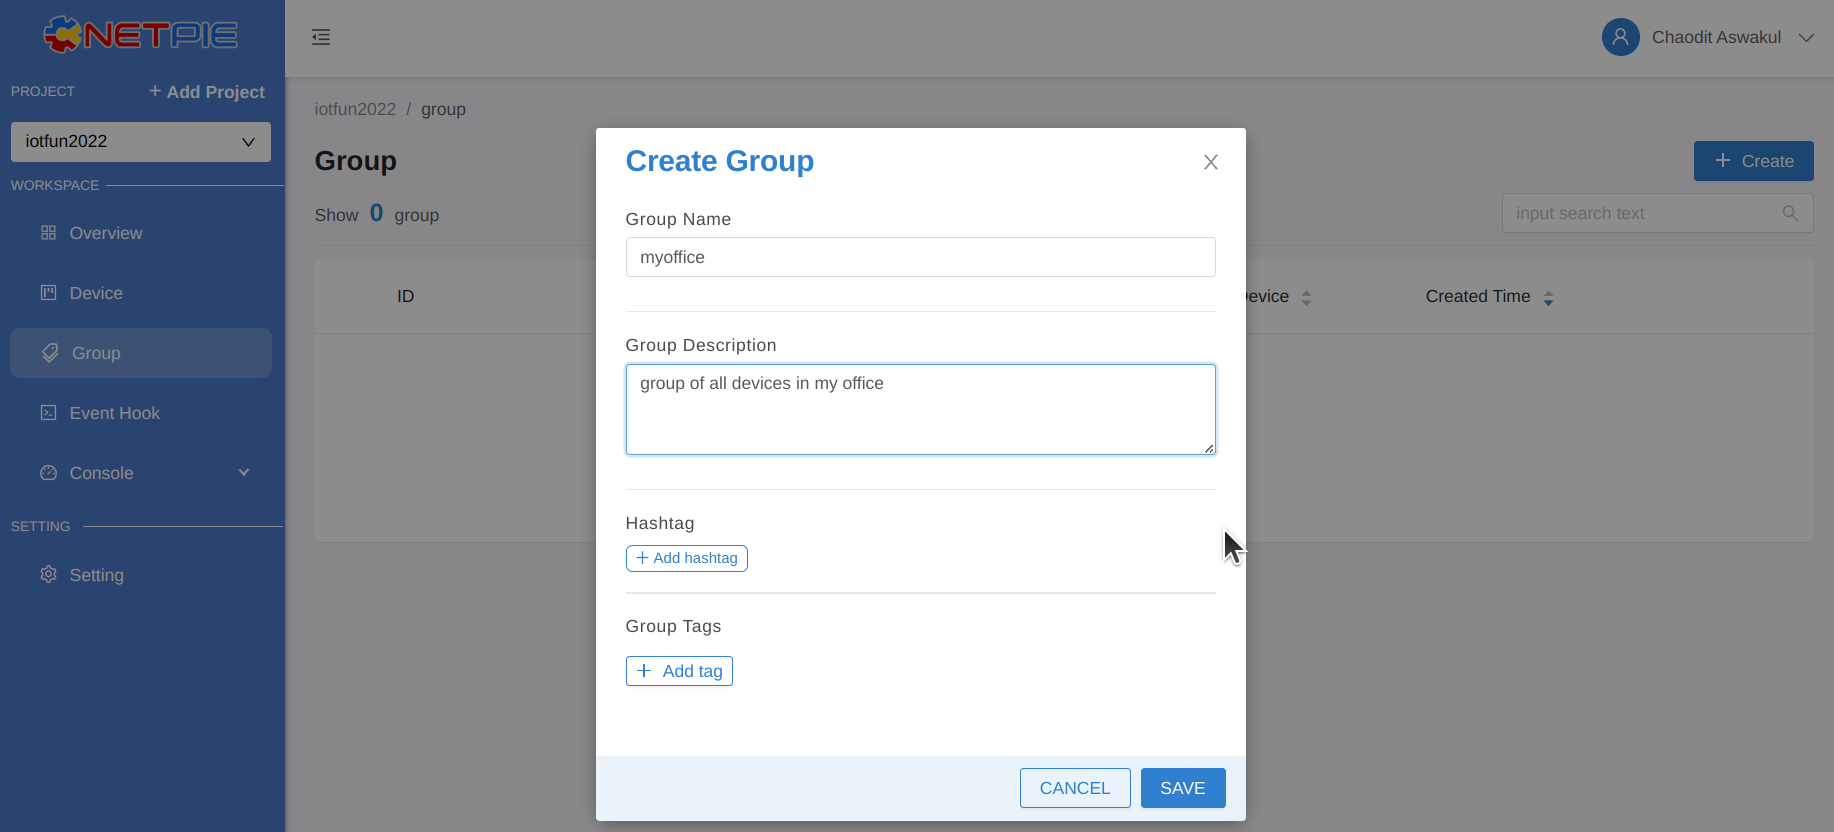 NETPIE
PROJECT
+ Add Project
iotfun2022
WORKSPACE
Overview
Device
Group
Event Hook
Console
SETTING
Setting
Chaodit Aswakul
iotfun2022 / group
Group
+ Create
Show 0 group
input search text
ID
Device
Created Time
Create Group
Group Name
myoffice
Group Description
group of all devices in my office
Hashtag
+ Add hashtag
Group Tags
+ Add tag
CANCEL
SAVE